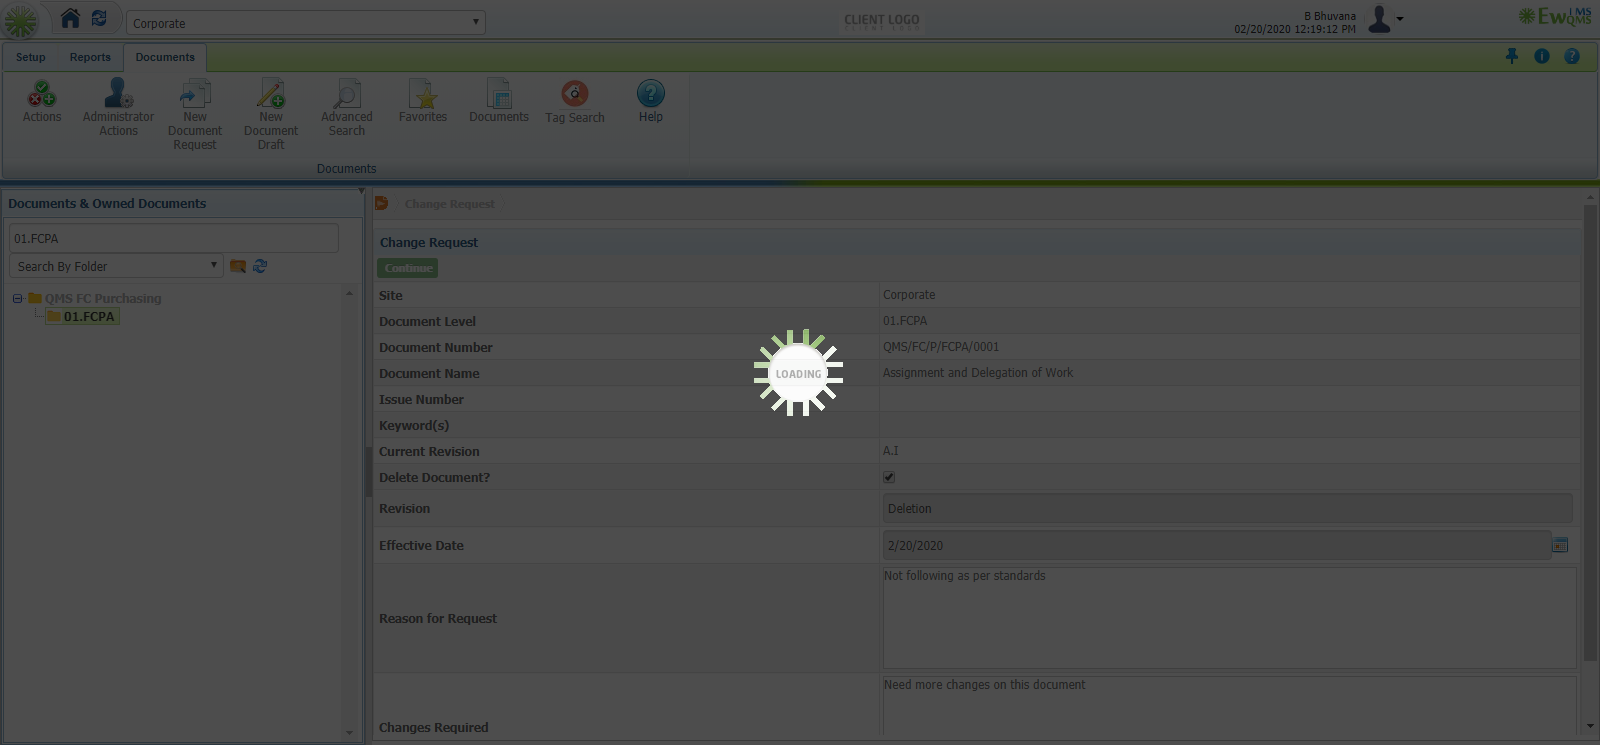 Corporate
CLIENT LOGO
B Bhuvana
02/20/2020 12:19:12 PM
EwQMS
LMS
Setup
Reports
Documents
Actions
Administrator
Actions
New
Document
Request
New
Document
Draft
Advanced
Search
Favorites
Documents
Tag Search
Help
Documents
Documents & Owned Documents
01.FCPA
Search By Folder
QMS FC Purchasing
01.FCPA
Change Request
Change Request
Continue
Site
Corporate
Document Level
01.FCPA
Document Number
QMS/FC/P/FCPA/0001
Document Name
Assignment and Delegation of Work
Issue Number
Keyword(s)
Current Revision
A.I
Delete Document?
Revision
Deletion
Effective Date
2/20/2020
Reason for Request
Not following as per standards
Changes Required
Need more changes on this document
LOADING